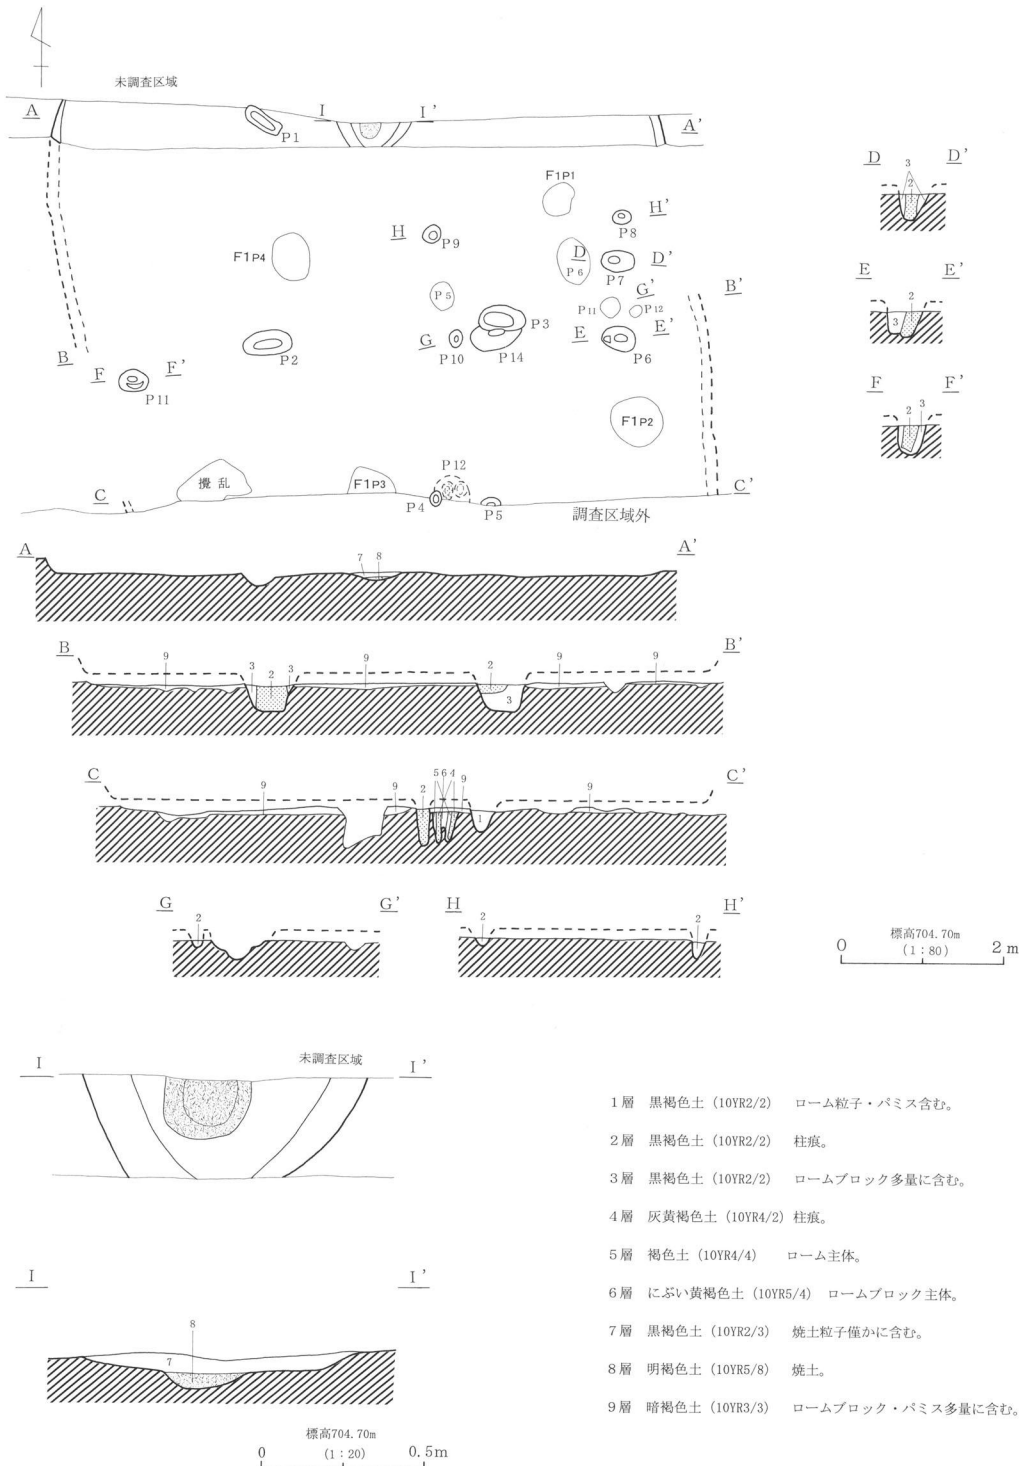 未調査区域
A
I
I'
A'
P1
F1P1
D
3
D'
2
H
H'
P9
P8
F1P4
D
D'
P6
P7
E
E'
2
3
P5
G'
B'
P11
P12
P3
G
E
E'
P2
P10
P14
P6
B
F
F'
P11
F
F'
2
3
F1P2
P12
攪乱
F1P3
C
P4
P5
C'
調査区域外
A
7
8
A'
B
9
3
2
3
9
2
9
9
B'
3
C
9
9
2
5
6
4
9
9
C'
1
G
2
G'
H
2
2
H'
標高704.70m
0
(1:80)
2m
I
未調査区域
I'
1層 黒褐色土 (10YR2/2) ローム粒子・パミス含む。
2層 黒褐色土 (10YR2/2) 柱痕。
3層 黒褐色土 (10YR2/2) ロームブロック多量に含む。
4層 灰黄褐色土 (10YR4/2) 柱痕。
5層 褐色土 (10YR4/4) ローム主体。
6層 にぶい黄褐色土 (10YR5/4) ロームブロック主体。
7層 黒褐色土 (10YR2/3) 焼土粒子僅かに含む。
8層 明褐色土 (10YR5/8) 焼土。
9層 暗褐色土 (10YR3/3) ロームブロック・パミス多量に含む。
I
I'
8
7
標高704.70m
0
(1:20)
0.5m